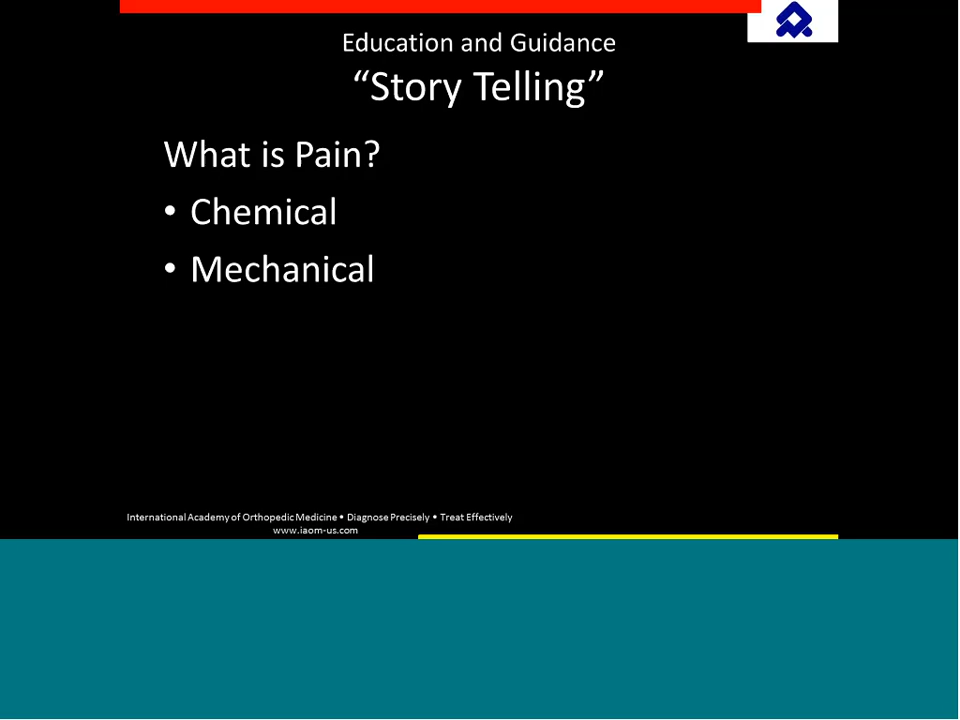 Education and Guidance
“Story Telling”
What is Pain?
• Chemical
• Mechanical
International Academy of Orthopedic Medicine • Diagnose Precisely • Treat Effectively
www.iaom-us.com